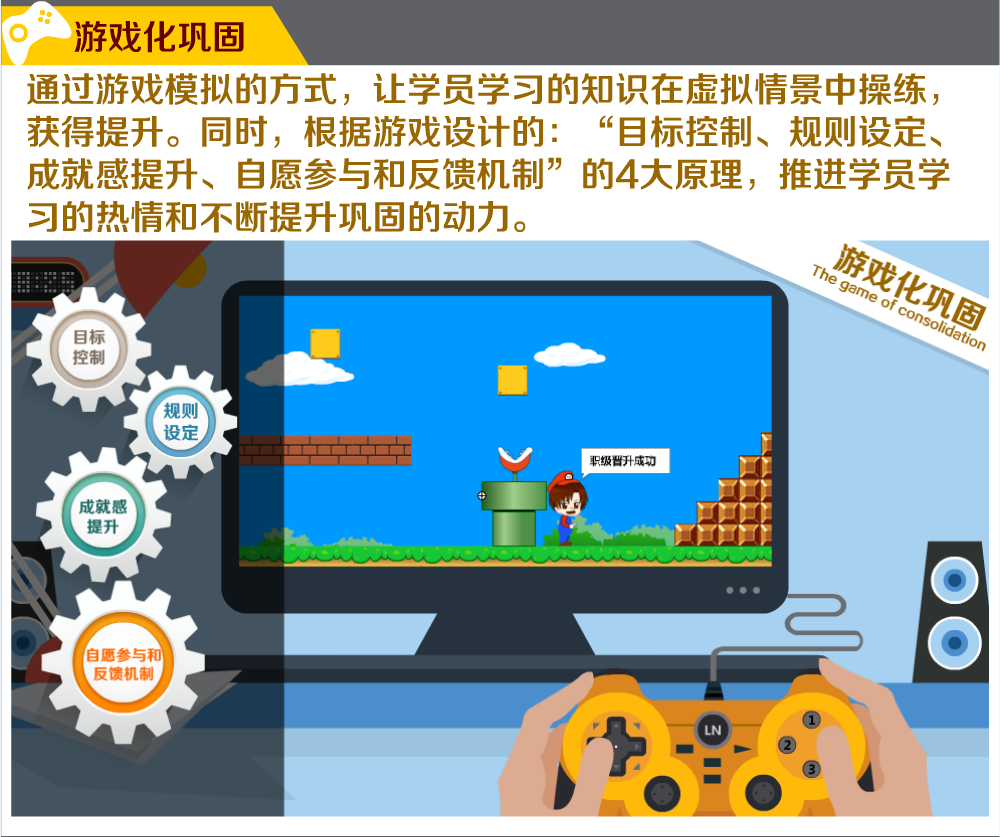 游戏化巩固
通过游戏模拟的方式，让学员学习的知识在虚拟情景中操练，
获得提升。同时，根据游戏设计的：“目标控制、规则设定、
成就感提升、自愿参与和反馈机制”的4大原理，推进学员学
习的热情和不断提升巩固的动力。
游戏化巩固
The game of consolidation
目标
控制
规则
设定
成就感
提升
自愿参与和
反馈机制
职级晋升成功
LN
1
2
3